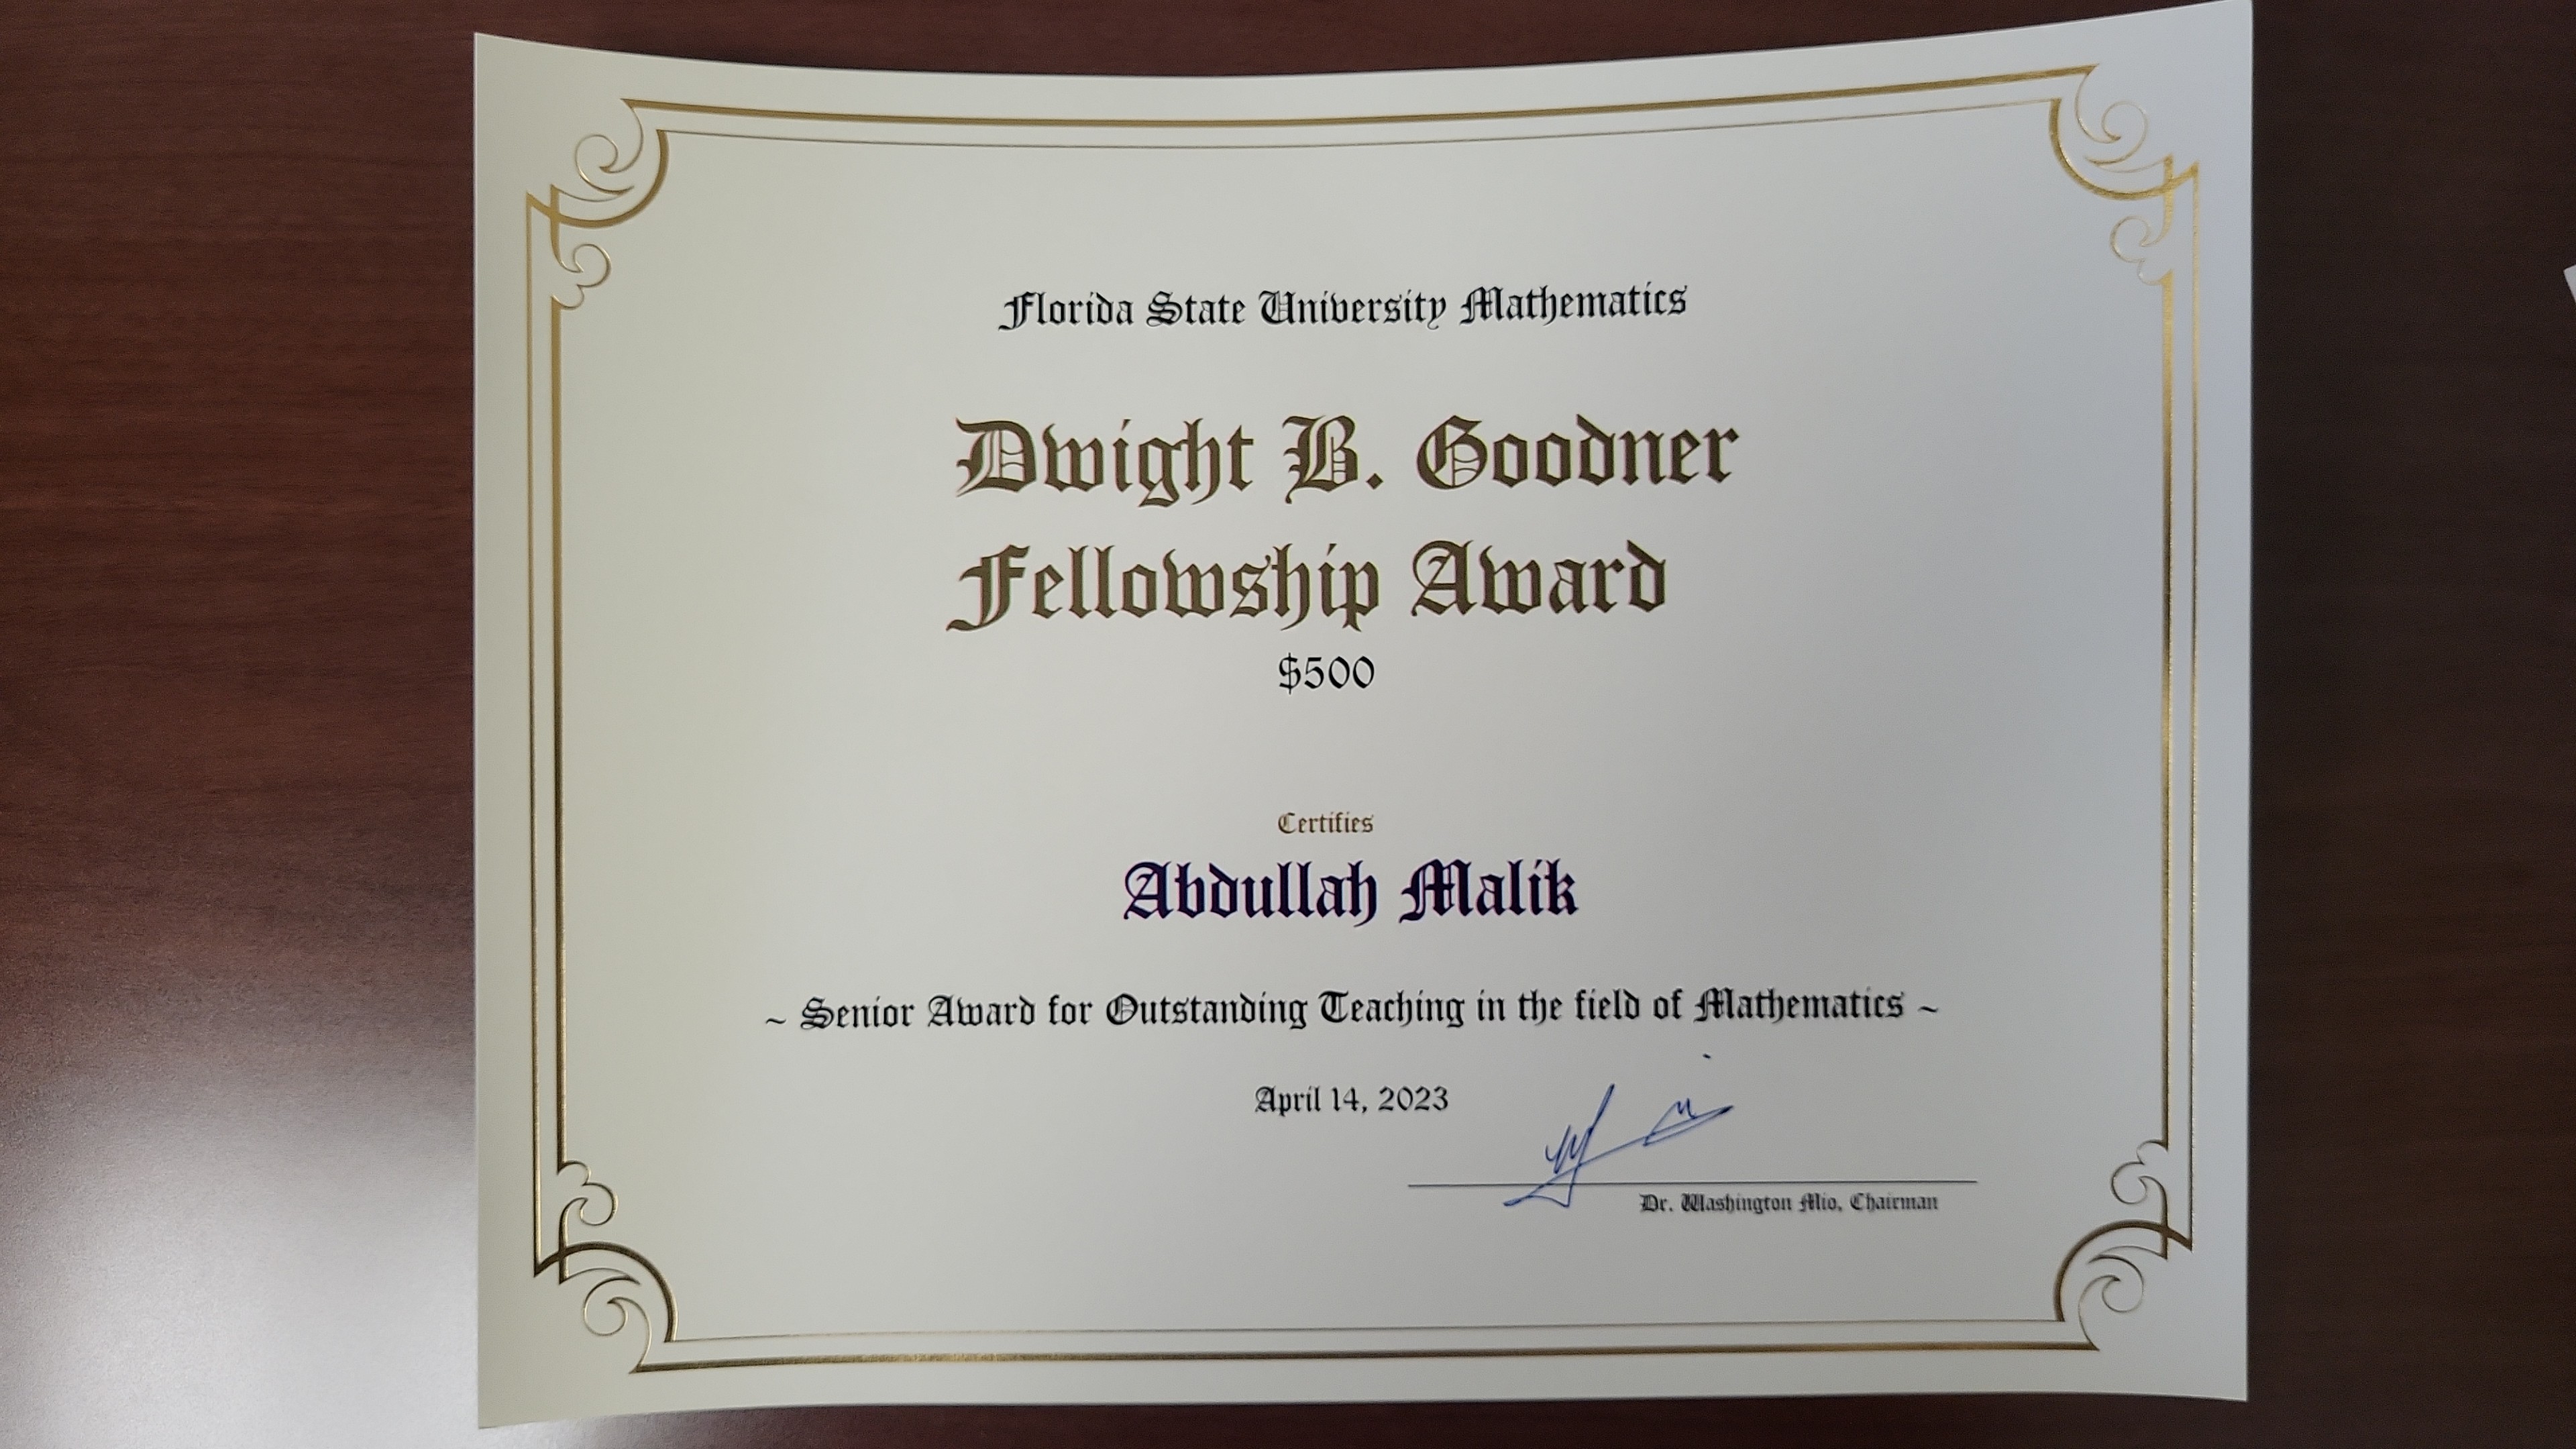 Florida State University Mathematics
Dwight B. Goodner
Fellowship Award
$500
Certifies
Abdullah Malik
~ Senior Award for Outstanding Teaching in the field of Mathematics ~
April 14, 2023
Dr. Washington Mio, Chairman